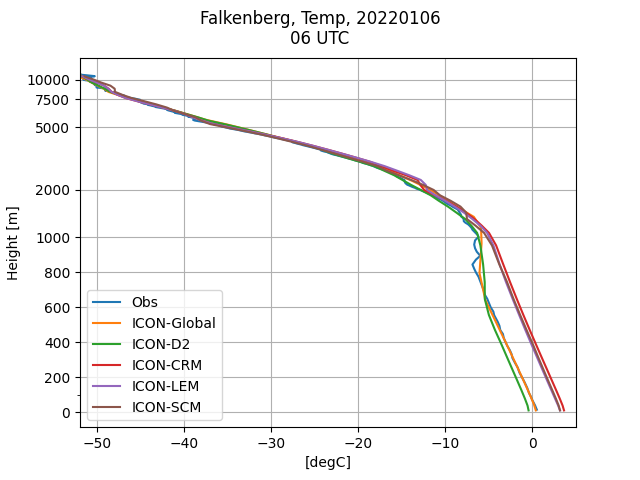 Falkenberg, Temp, 20220106
06 UTC
Height [m]
10000
7500
5000
2000
1000
800
600
400
200
0
Obs
ICON-Global
ICON-D2
ICON-CRM
ICON-LEM
ICON-SCM
−50
−40
−30
−20
−10
0
[degC]